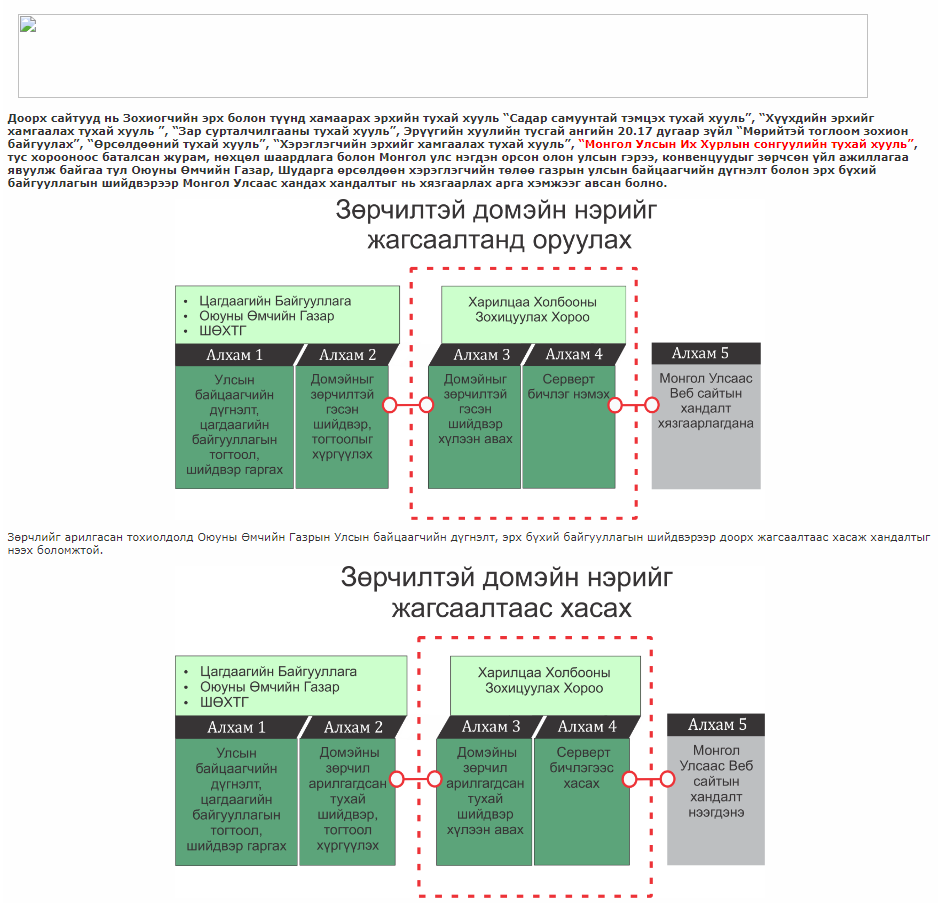 Доорх сайтууд нь Зохиогчийн эрх болон түүнд хамаарах эрхийн тухай хууль “Садар самуунтай тэмцэх тухай хууль”, “Хүүхдийн эрхийг
хамгаалах тухай хууль ”, “Зар сурталчилгааны тухай хууль”, Эрүүгийн хуулийн тусгай ангийн 20.17 дугаар зүйл “Мөрийтэй тоглоом зохион
байгуулах”, “Өрсөлдөөний тухай хууль”, “Хэрэглэгчийн эрхийг хамгаалах тухай хууль”, “Монгол Улсын Их Хурлын сонгуулийн тухай хууль”,
тус хорооноос баталсан журам, нөхцөл шаардлага болон Монгол улс нэгдэн орсон олон улсын гэрээ, конвенцуудыг зөрчсөн үйл ажиллагаа
явуулж байгаа тул Оюуны Өмчийн Газар, Шударга өрсөлдөөн хэрэглэгчийн төлөө газрын улсын байцаагчийн дүгнэлт болон эрх бүхий
байгууллагын шийдвэрээр Монгол Улсаас хандах хандалтыг нь хязгаарлах арга хэмжээг авсан болно.
Зөрчилтэй домэйн нэрийг
жагсаалтанд оруулах
• Цагдаагийн Байгууллага
• Оюуны Өмчийн Газар
• ШӨХТГ
Харилцаа Холбооны
Зохицуулах Хороо
Алхам 1
Алхам 2
Алхам 3
Алхам 4
Алхам 5
Улсын
байцаагчийн
дүгнэлт,
цагдаагийн
байгууллагын
тогтоол,
шийдвэр гаргах
Домэйныг
зөрчилтэй
гэсэн
шийдвэр,
тогтоолыг
хүргүүлэх
Домэйныг
зөрчилтэй
гэсэн
шийдвэр
хүлээн авах
Серверт
бичлэг нэмэх
Монгол Улсаас
Веб сайтын
хандалт
хязгаарлагдана
Зөрчлийг арилгасан тохиолдолд Оюуны Өмчийн Газрын Улсын байцаагчийн дүгнэлт, эрх бүхий байгууллагын шийдвэрээр доорх жагсаалтаас хасаж хандалтыг
нээх боломжтой.
Зөрчилтэй домэйн нэрийг
жагсаалтаас хасах
• Цагдаагийн Байгууллага
• Оюуны Өмчийн Газар
• ШӨХТГ
Харилцаа Холбооны
Зохицуулах Хороо
Алхам 1
Алхам 2
Алхам 3
Алхам 4
Алхам 5
Улсын
байцаагчийн
дүгнэлт,
цагдаагийн
байгууллагын
тогтоол,
шийдвэр гаргах
Домэйны
зөрчил
арилгагдсан
тухай
шийдвэр,
тогтоол
хүргүүлэх
Домэйны
зөрчил
арилгагдсан
тухай
шийдвэр
хүлээн авах
Серверт
бичлэгээс
хасах
Монгол
Улсаас Веб
сайтын
хандалт
нээгдэнэ